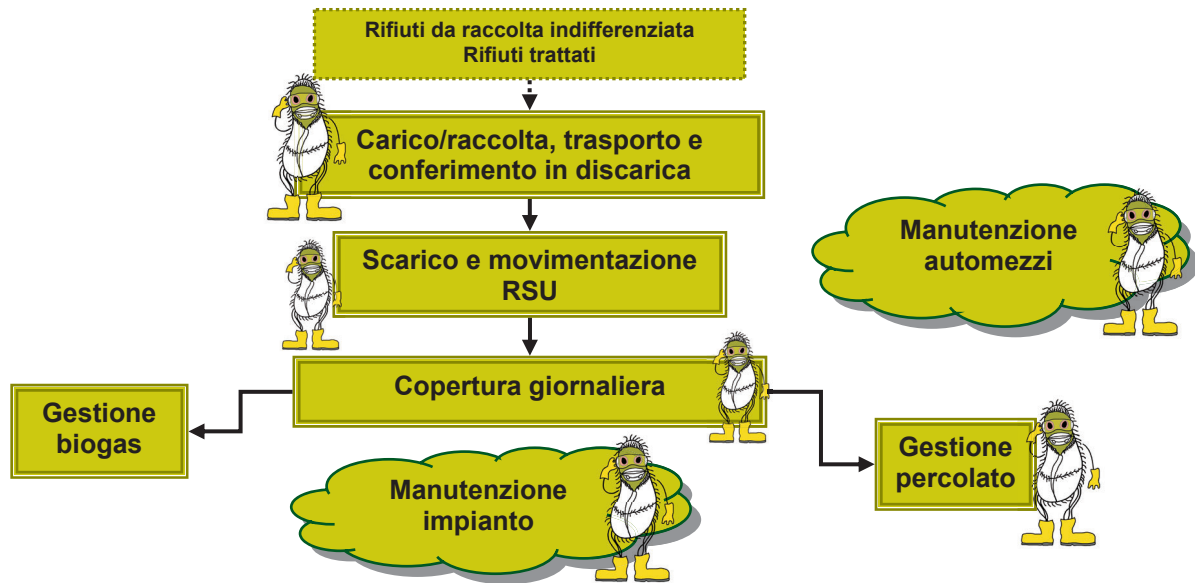 Rifiuti da raccolta indifferenziata
Rifiuti trattati
Carico/raccolta, trasporto e
conferimento in discarica
Scarico e movimentazione
RSU
Manutenzione
automezzi
Copertura giornaliera
Gestione
biogas
Gestione
percolato
Manutenzione
impianto